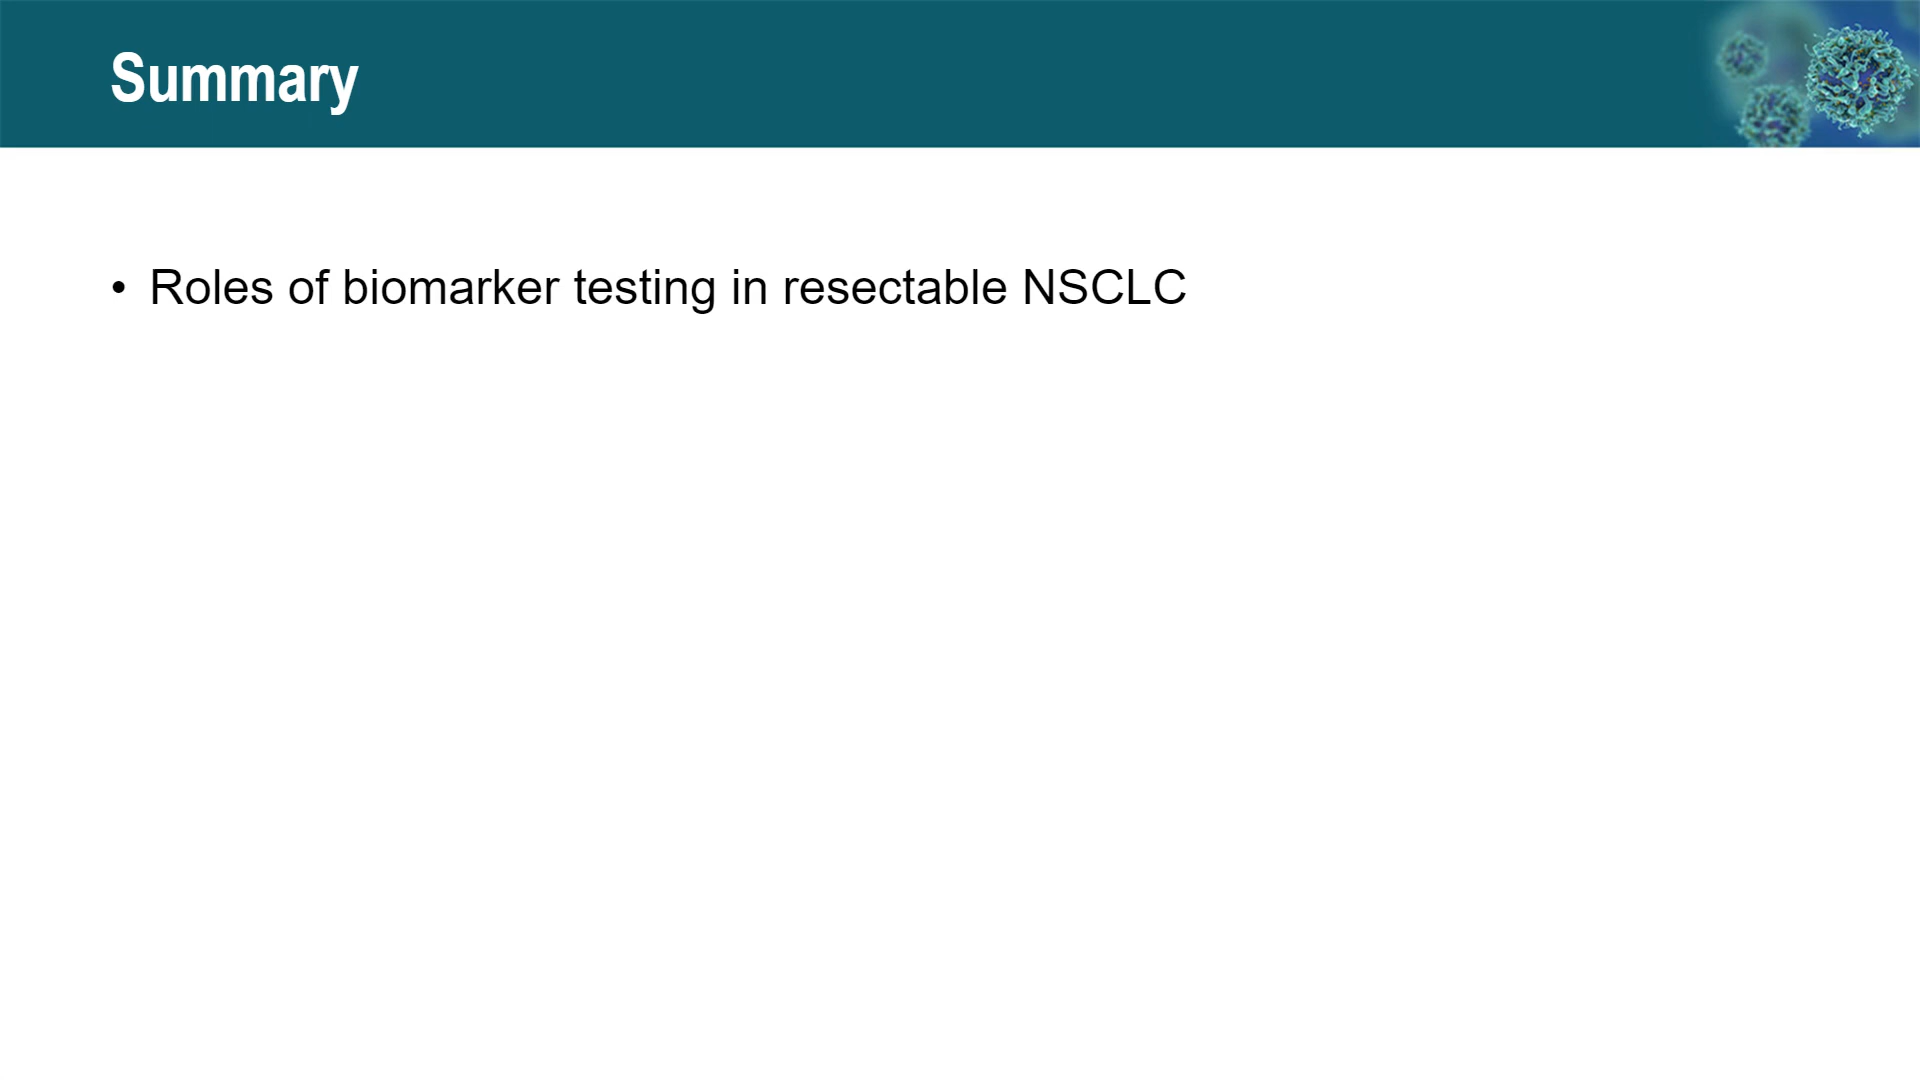 Summary
• Roles of biomarker testing in resectable NSCLC